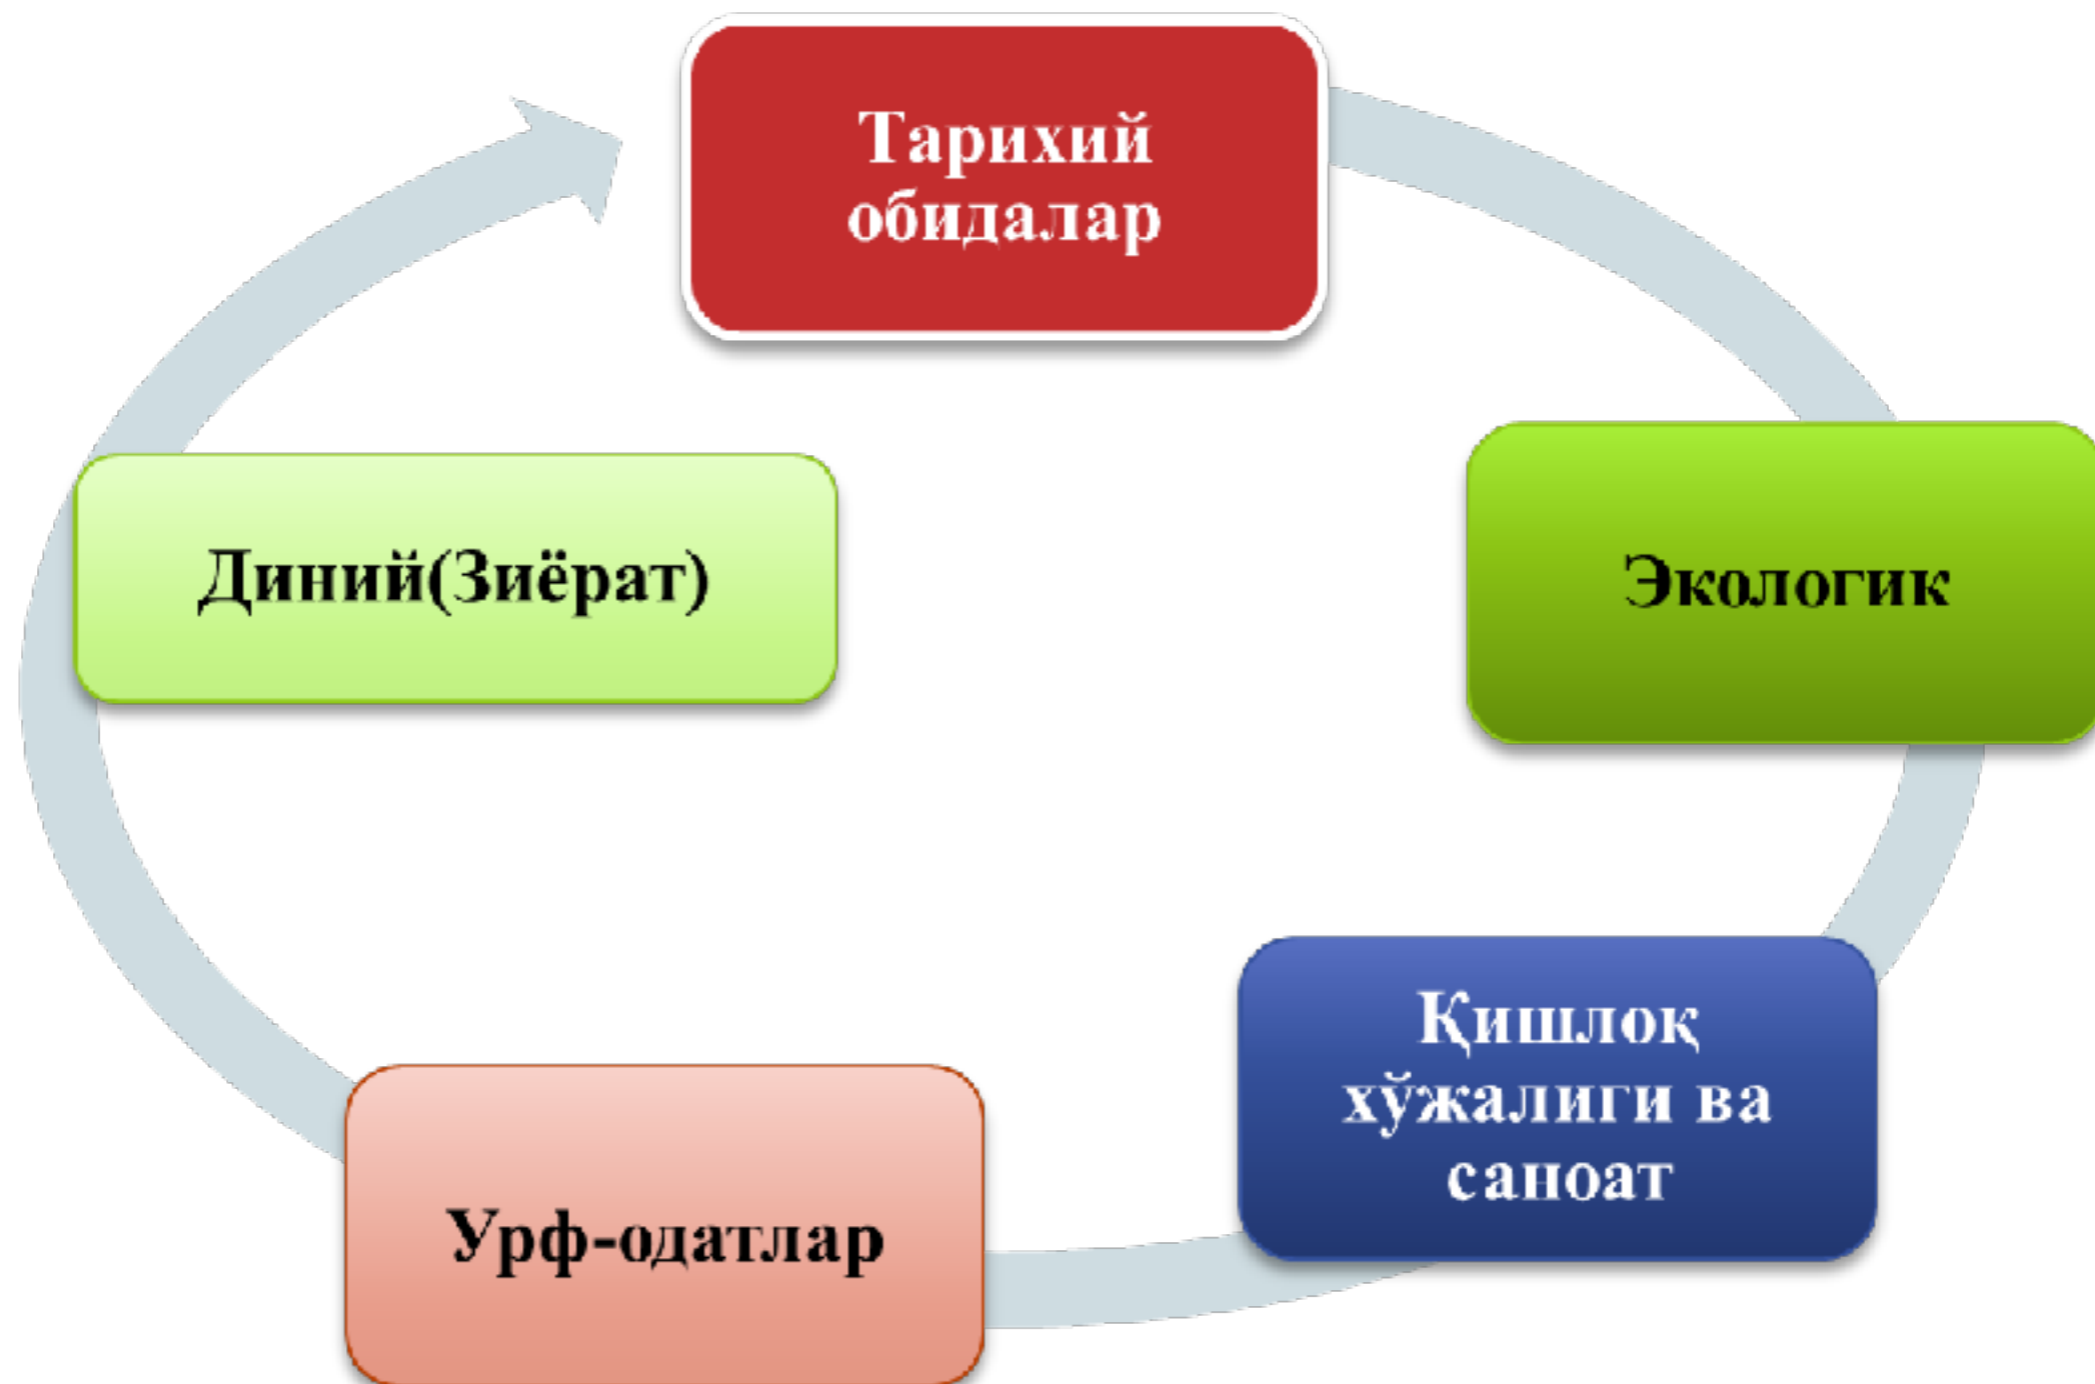 Тарихий
обидалар
Экологик
Қишлоқ
хўжалиги ва
саноат
Урф-одатлар
Диний(Зиёрат)